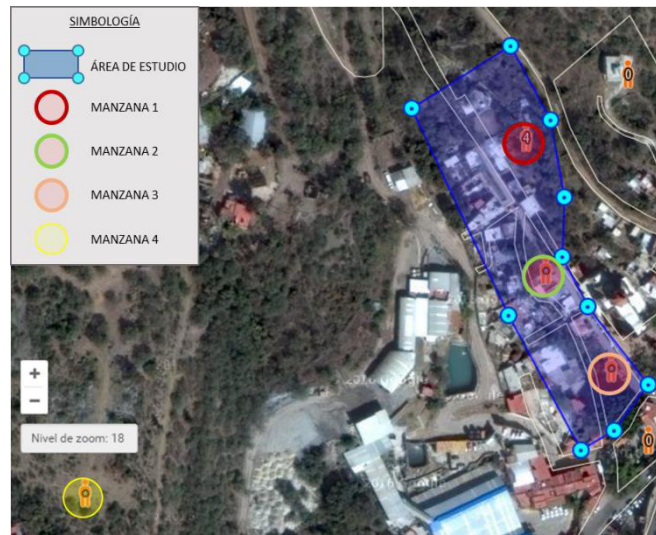 SIMBOLOGÍA
ÁREA DE ESTUDIO
MANZANA 1
MANZANA 2
MANZANA 3
MANZANA 4
0
4
0
+
−
Nivel de zoom: 18